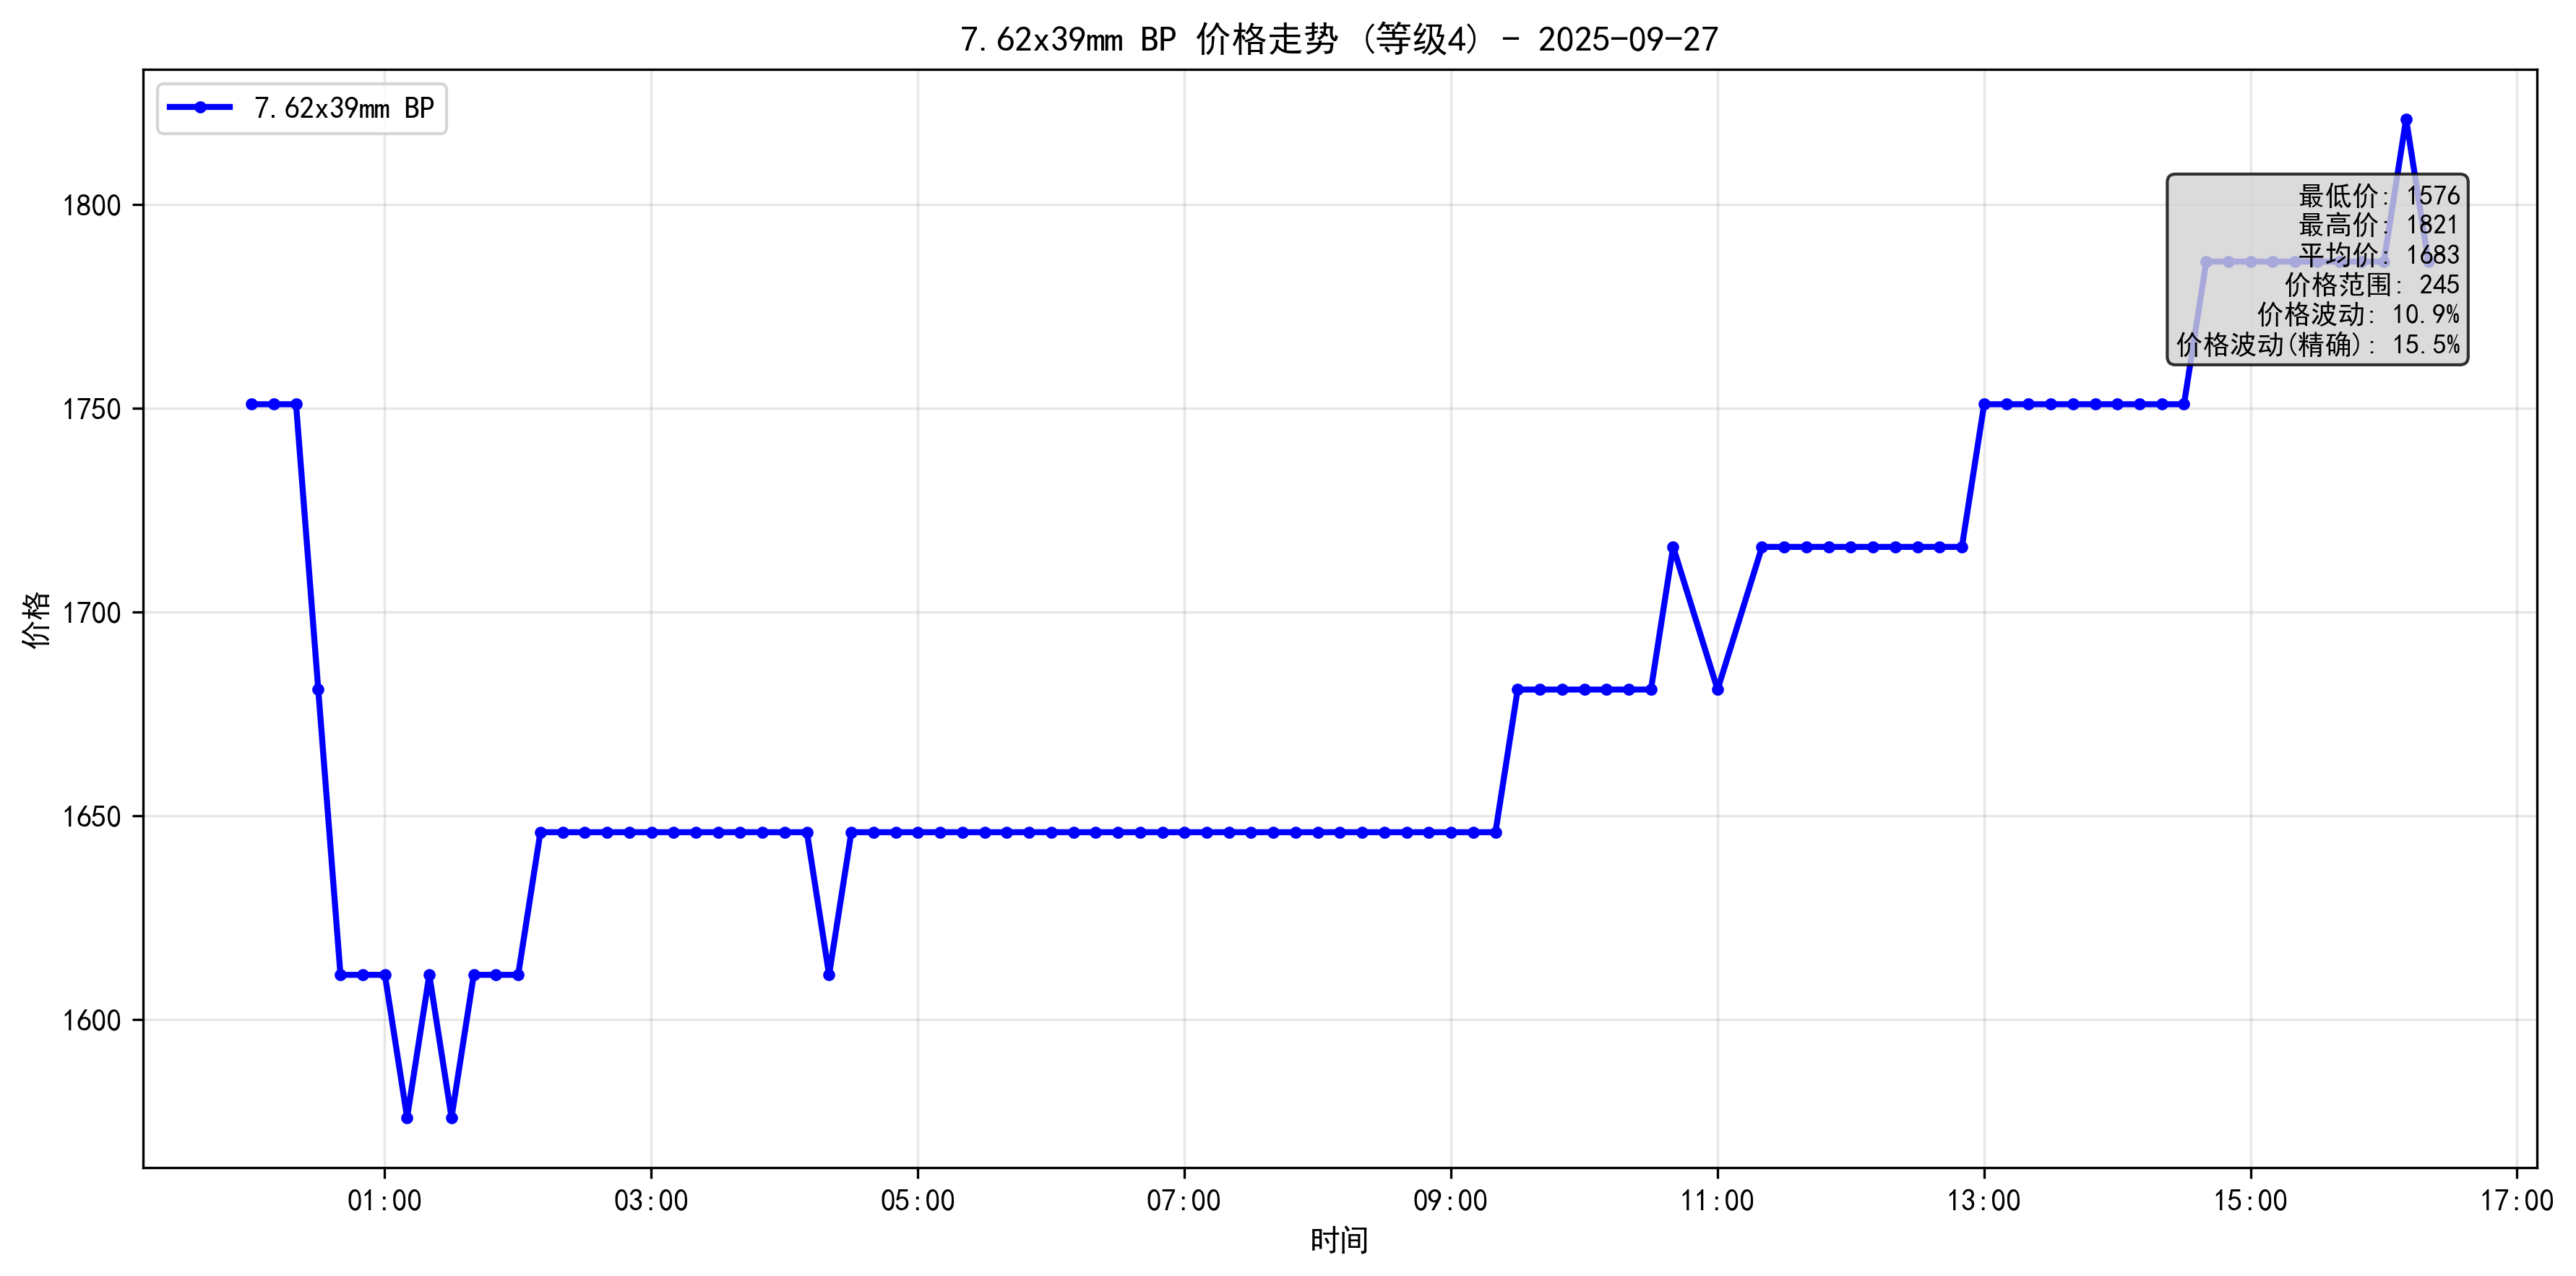 7.62x39mm BP 价格走势 (等级4) - 2025-09-27
7.62x39mm BP
最低价: 1576
最高价: 1821
平均价: 1683
价格范围: 245
价格波动: 10.9%
价格波动(精确): 15.5%
价格
1800
1750
1700
1650
1600
01:00 03:00 05:00 07:00 09:00 11:00 13:00 15:00 17:00
时间